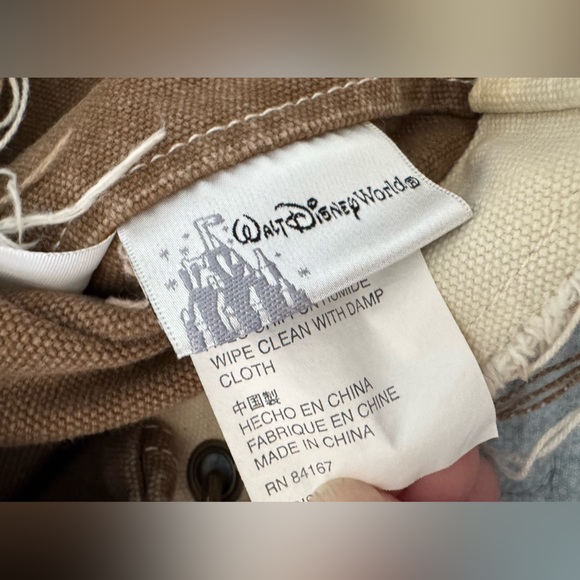 WALT DISNEY World®
HUMIDE
WIPE CLEAN WITH DAMP
CLOTH
中国製
HECHO EN CHINA
FABRIQUE EN CHINE
MADE IN CHINA
RN 84167